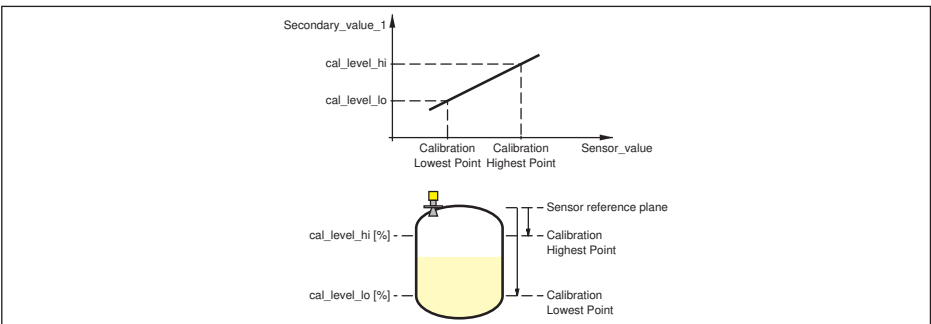 Secondary_value_1
cal_level_hi
cal_level_lo
Calibration
Lowest Point
Calibration
Highest Point
Sensor_value
Sensor reference plane
cal_level_hi [%]
Calibration
Highest Point
cal_level_lo [%]
Calibration
Lowest Point